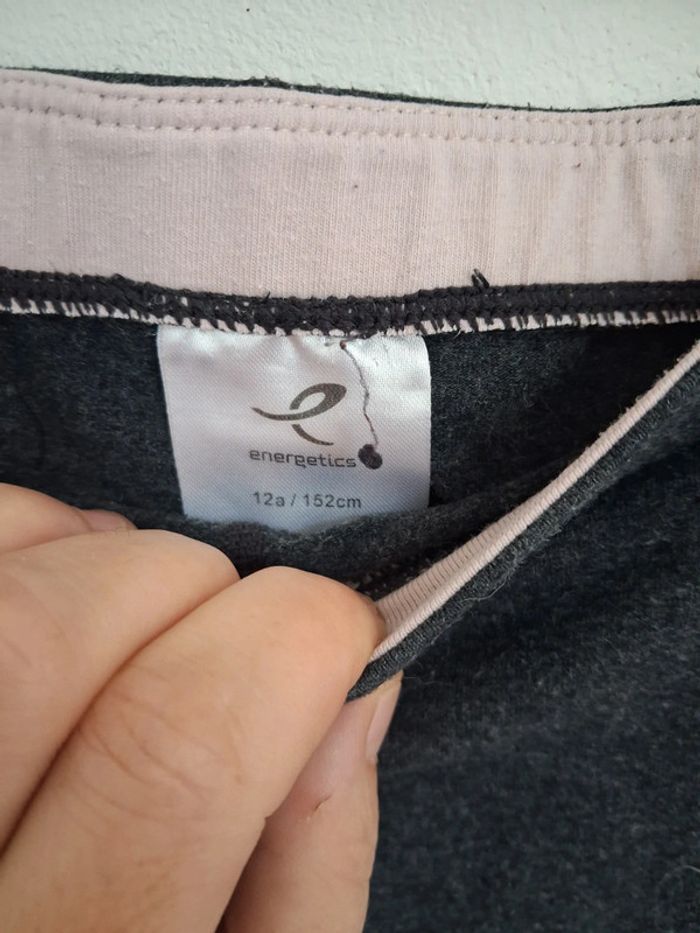 energetics
12a / 152cm